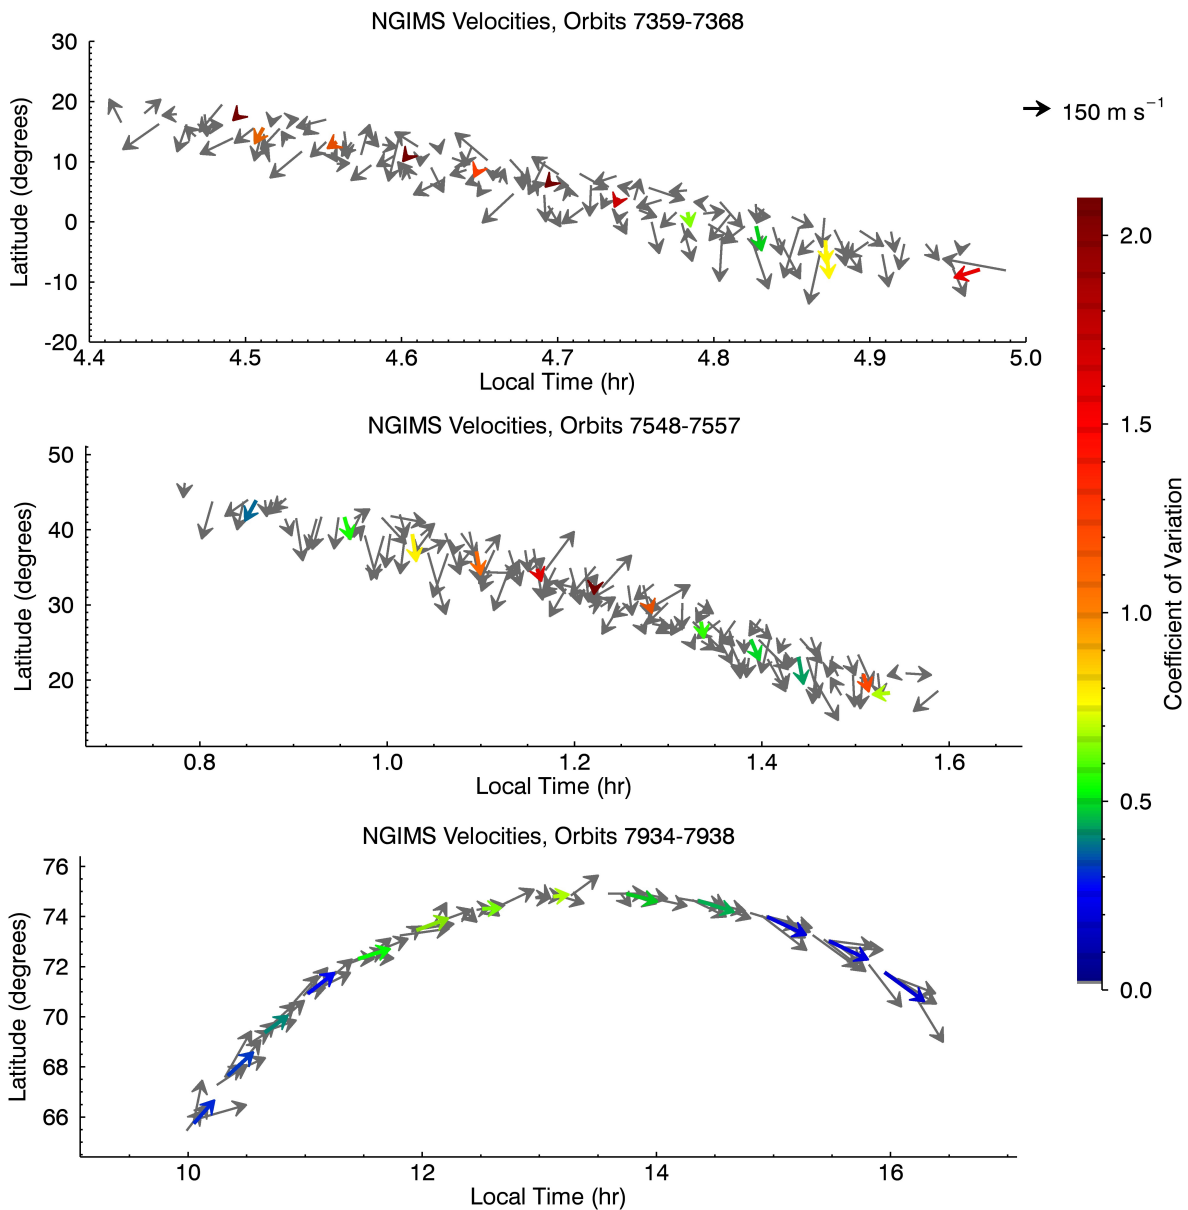 NGIMS Velocities, Orbits 7359-7368
30
20
10
0
-10
-20
Latitude (degrees)
4.4 4.5 4.6 4.7 4.8 4.9 5.0
Local Time (hr)
150 m s⁻¹
NGIMS Velocities, Orbits 7548-7557
50
40
30
20
Latitude (degrees)
0.8 1.0 1.2 1.4 1.6
Local Time (hr)
NGIMS Velocities, Orbits 7934-7938
76
74
72
70
68
66
Latitude (degrees)
10 12 14 16
Local Time (hr)
2.0
1.5
1.0
0.5
0.0
Coefficient of Variation